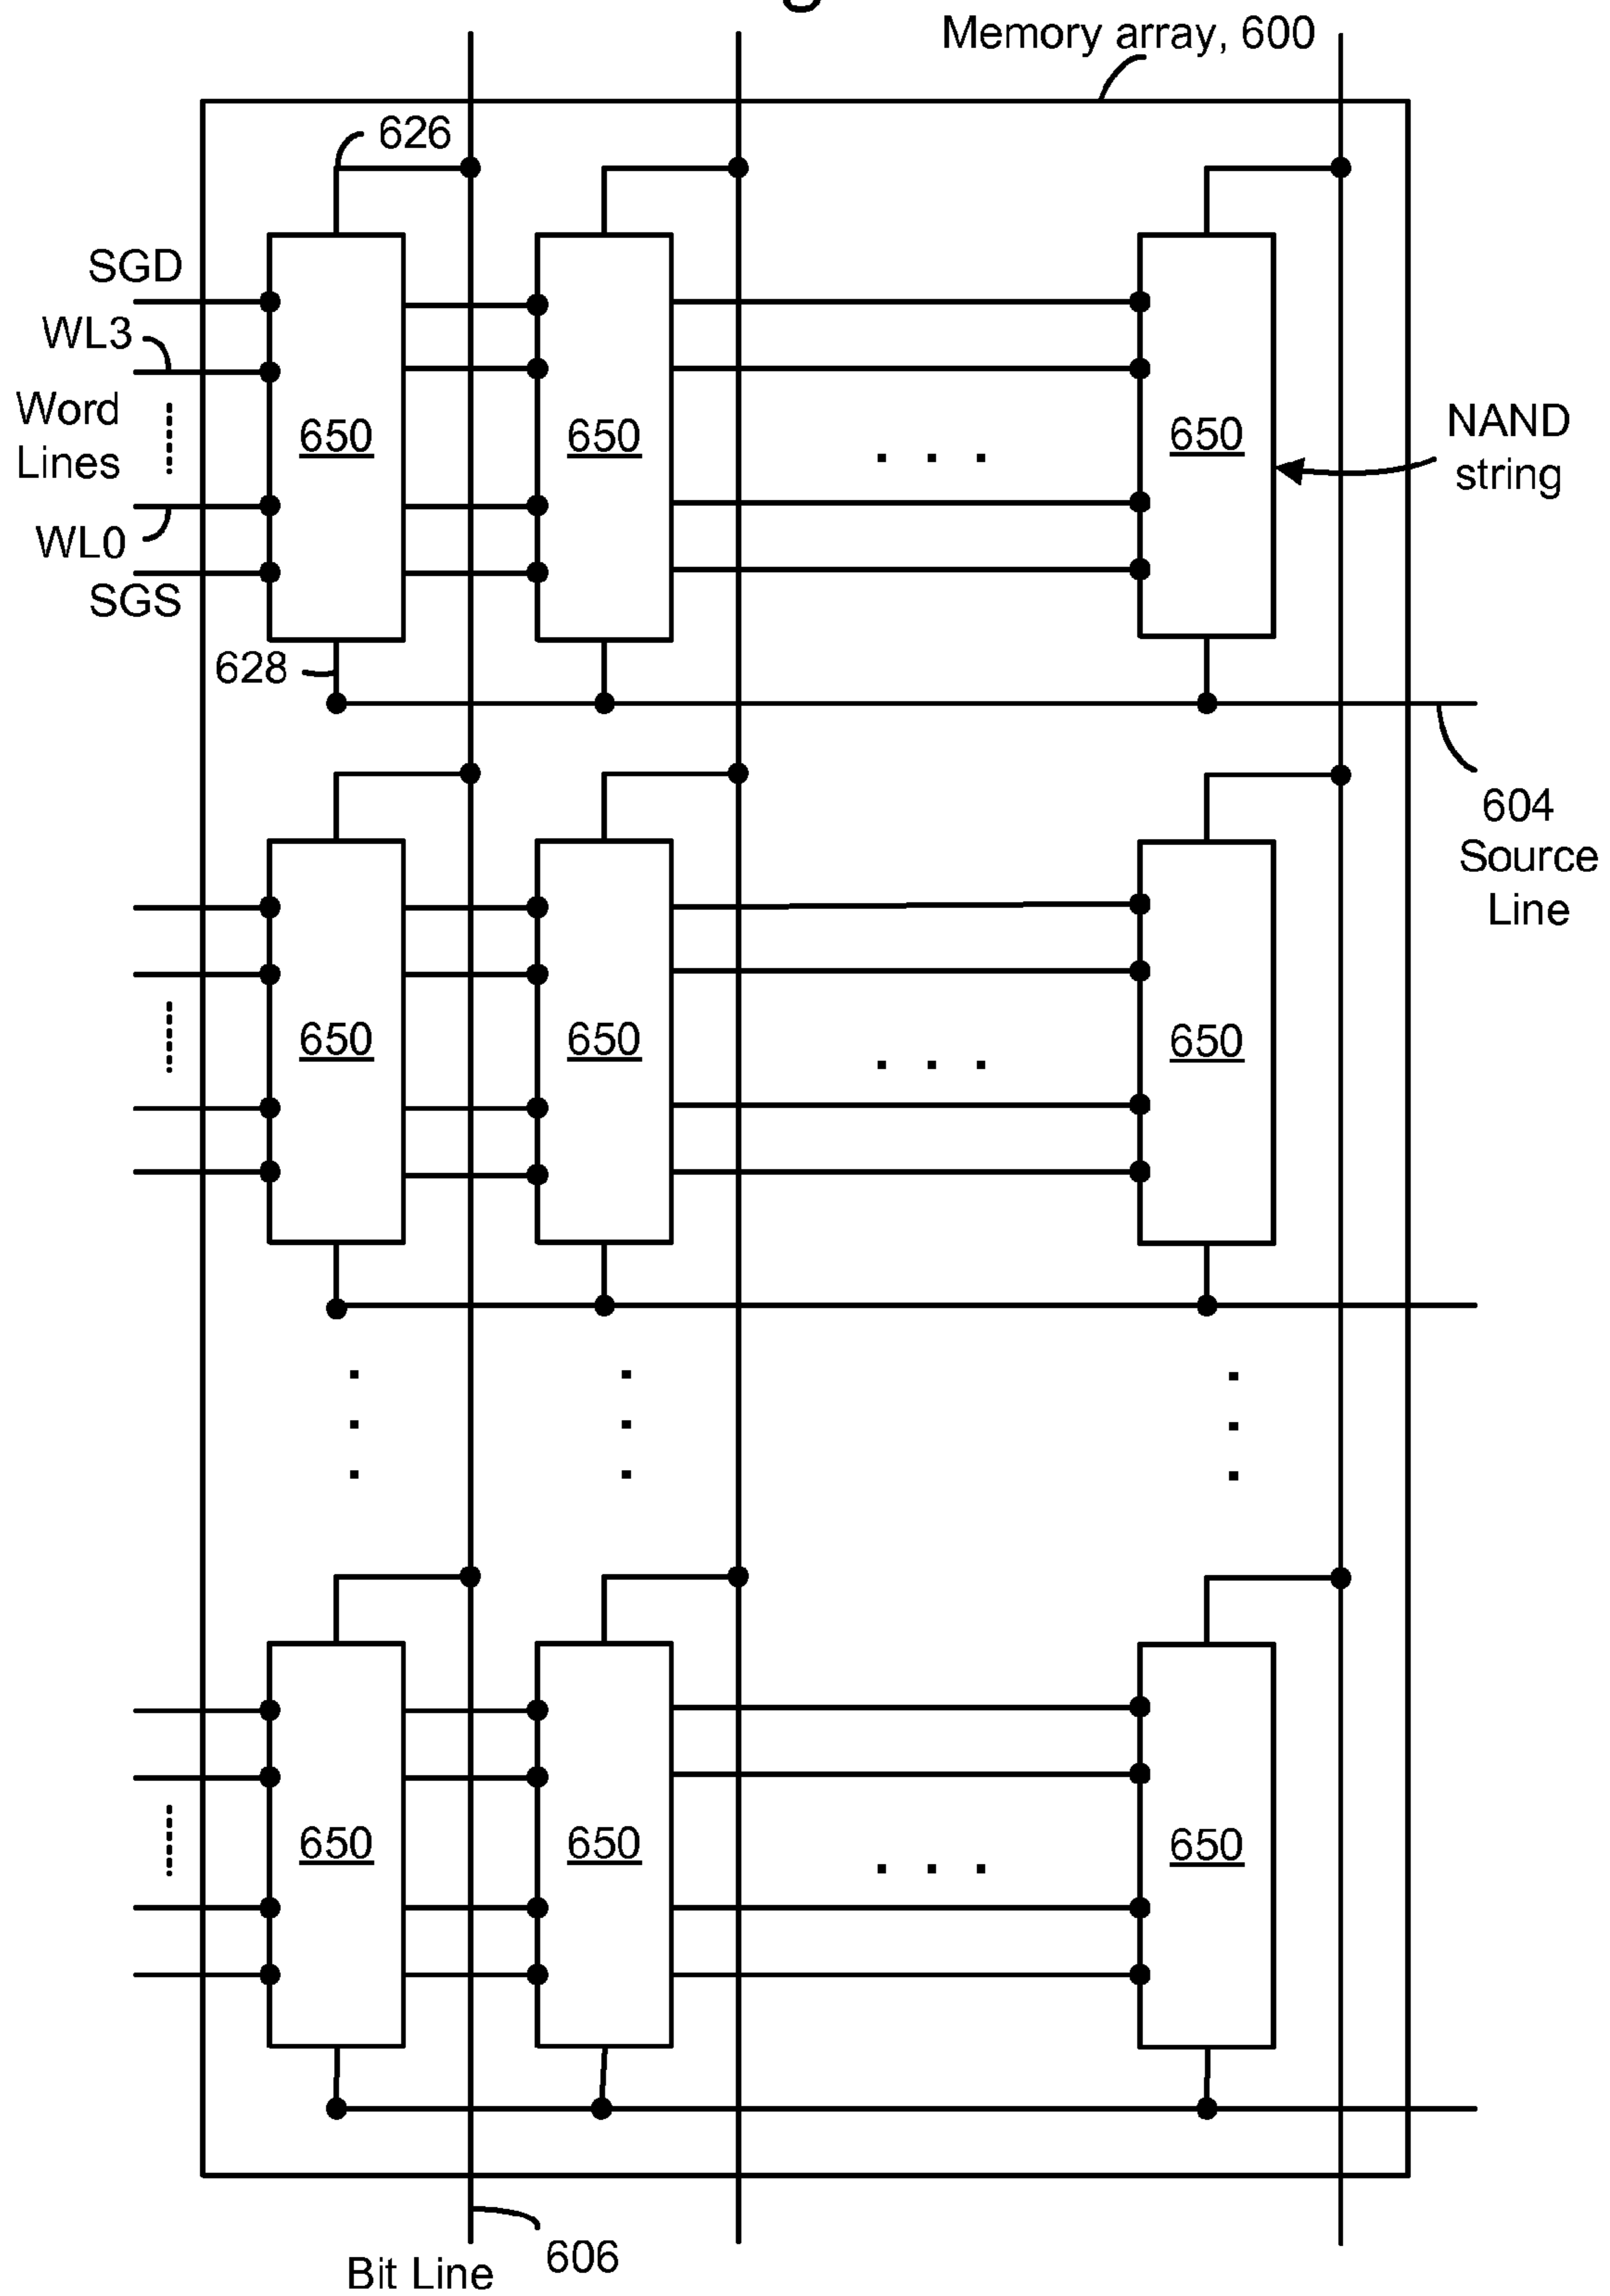 Memory array, 600
626
SGD
WL3
Word
Lines
WL0
SGS
650
650
650
. . .
NAND
string
628
604
Source
Line
650
650
650
. . .
650
650
650
. . .
606
Bit Line